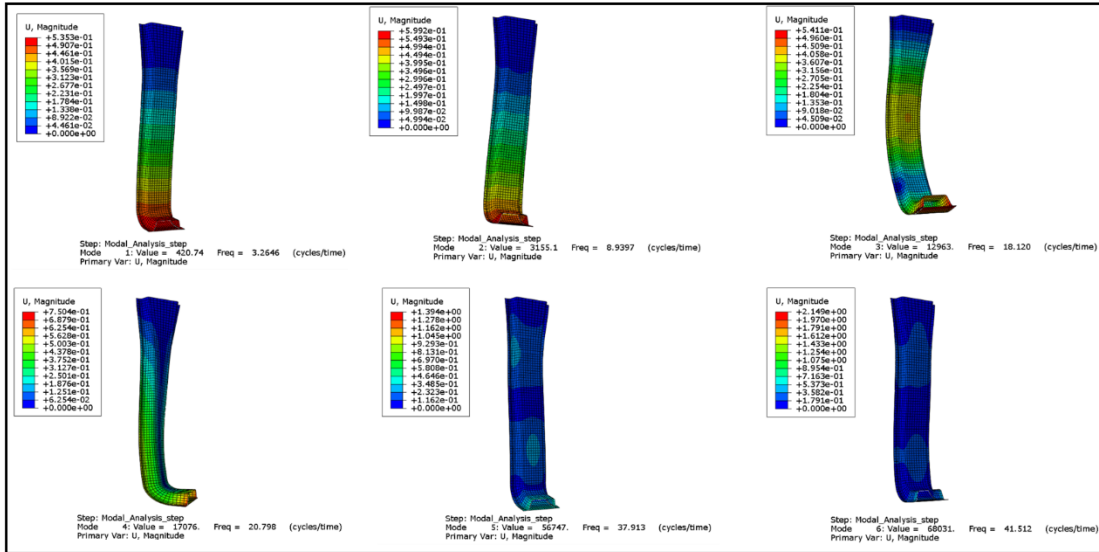 U, Magnitude
+5.353e-01
+4.907e-01
+4.461e-01
+4.015e-01
+3.569e-01
+3.123e-01
+2.677e-01
+2.231e-01
+1.784e-01
+1.338e-01
+8.922e-02
+4.461e-02
+0.000e+00
Step: Modal_Analysis_step
Mode 1: Value = 420.74 Freq = 3.2646 (cycles/time)
Primary Var: U, Magnitude
U, Magnitude
+5.992e-01
+5.493e-01
+4.994e-01
+4.494e-01
+3.995e-01
+3.496e-01
+2.996e-01
+2.497e-01
+1.997e-01
+1.498e-01
+9.987e-02
+4.994e-02
+0.000e+00
Step: Modal_Analysis_step
Mode 2: Value = 3155.1 Freq = 8.9397 (cycles/time)
Primary Var: U, Magnitude
U, Magnitude
+5.411e-01
+4.960e-01
+4.509e-01
+4.058e-01
+3.607e-01
+3.156e-01
+2.705e-01
+2.254e-01
+1.804e-01
+1.353e-01
+9.018e-02
+4.509e-02
+0.000e+00
Step: Modal_Analysis_step
Mode 3: Value = 12963. Freq = 18.120 (cycles/time)
Primary Var: U, Magnitude
U, Magnitude
+7.504e-01
+6.879e-01
+6.254e-01
+5.628e-01
+5.003e-01
+4.378e-01
+3.752e-01
+3.127e-01
+2.501e-01
+1.876e-01
+1.251e-01
+6.254e-02
+0.000e+00
Step: Modal_Analysis_step
Mode 4: Value = 17076. Freq = 20.798 (cycles/time)
Primary Var: U, Magnitude
U, Magnitude
+1.394e+00
+1.278e+00
+1.162e+00
+1.045e+00
+9.293e-01
+8.131e-01
+6.970e-01
+5.808e-01
+4.646e-01
+3.485e-01
+2.323e-01
+1.162e-01
+0.000e+00
Step: Modal_Analysis_step
Mode 5: Value = 56747. Freq = 37.913 (cycles/time)
Primary Var: U, Magnitude
U, Magnitude
+2.149e+00
+1.970e+00
+1.791e+00
+1.612e+00
+1.433e+00
+1.254e+00
+1.075e+00
+8.954e-01
+7.163e-01
+5.373e-01
+3.582e-01
+1.791e-01
+0.000e+00
Step: Modal_Analysis_step
Mode 6: Value = 68031. Freq = 41.512 (cycles/time)
Primary Var: U, Magnitude